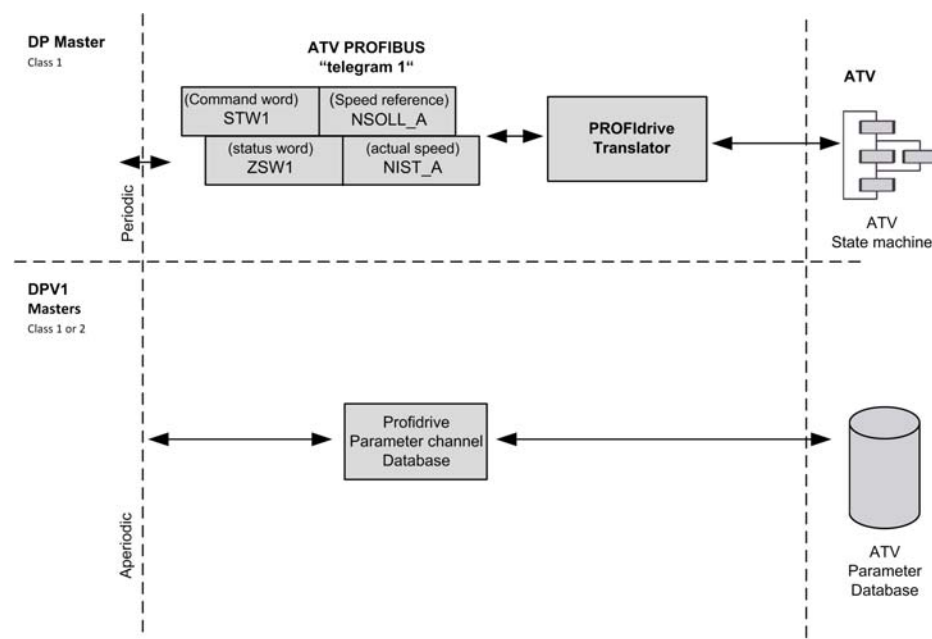 DP Master
Class 1
ATV PROFIBUS
“telegram 1“
ATV
(Command word)
STW1
(Speed reference)
NSOLL_A
(status word)
ZSW1
(actual speed)
NIST_A
PROFIdrive
Translator
ATV
State machine
Periodic
DPV1
Masters
Class 1 or 2
Profidrive
Parameter channel
Database
Aperiodic
ATV
Parameter
Database